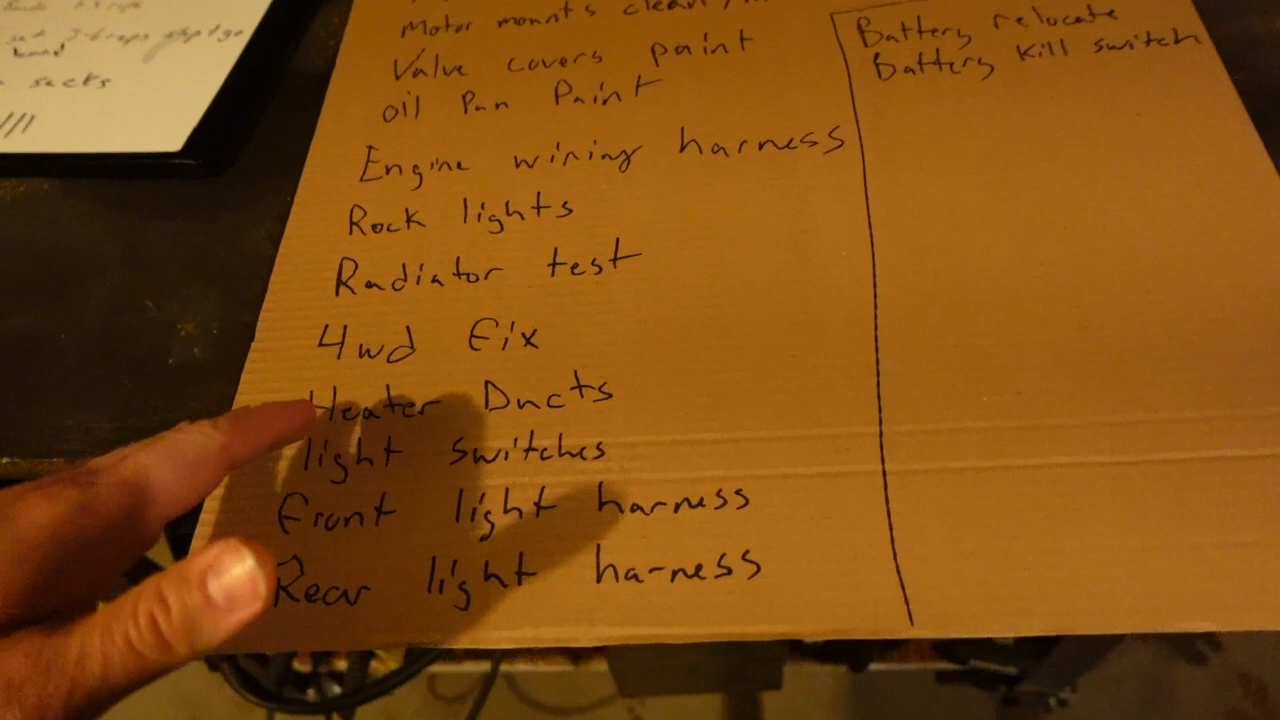 Motor mounts clean
Valve covers paint
oil Pan Paint
Engine wiring harness
Rock lights
Radiator test
4wd fix
Heater Ducts
light switches
front light harness
Rear light harness
Battery relocate
Battery kill switch